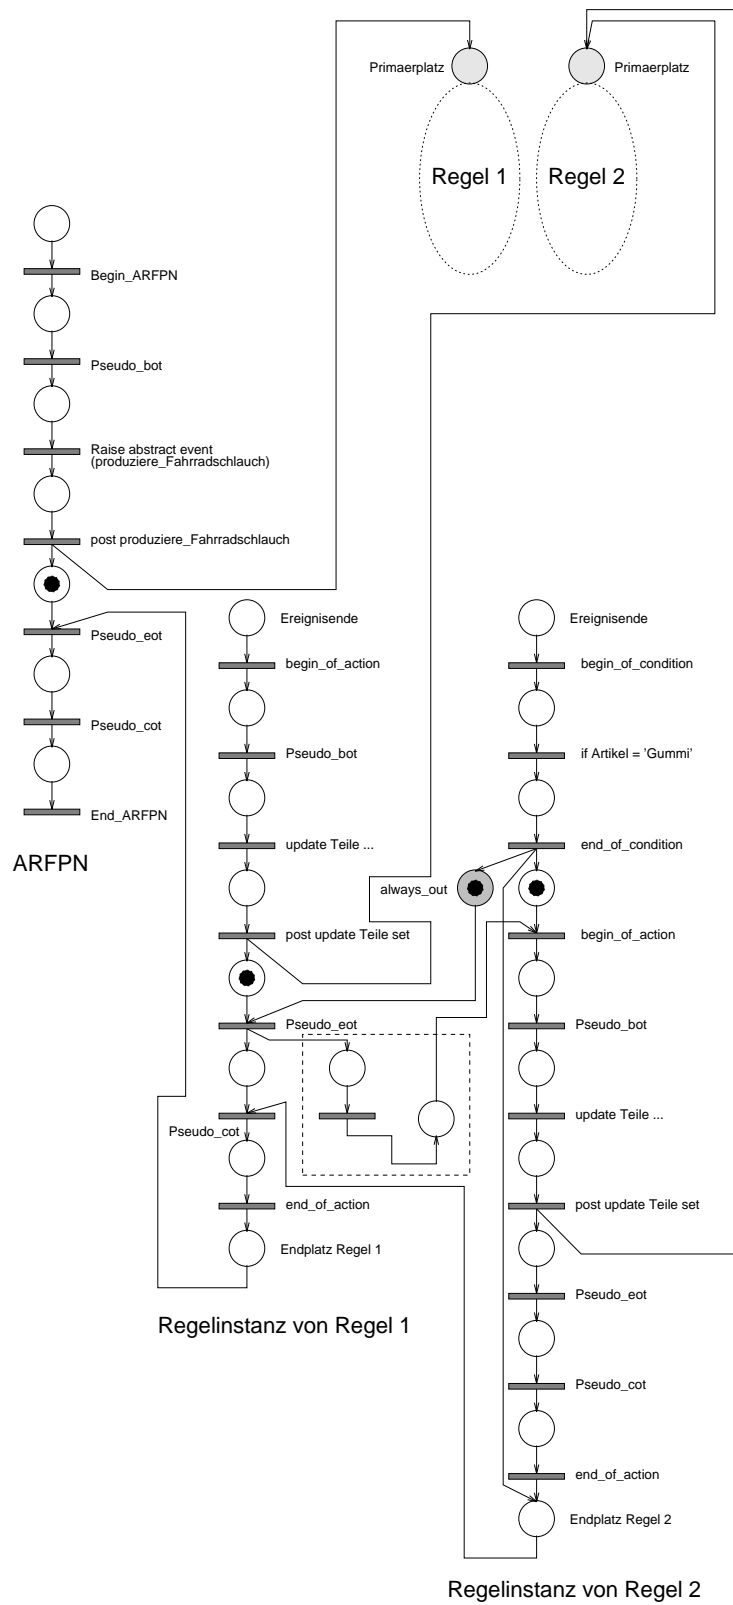 Primaerplatz
Primaerplatz
Regel 1
Regel 2
Begin_ARFPN
Pseudo_bot
Raise abstract event
(produziere_Fahrradschlauch)
post produziere_Fahrradschlauch
Pseudo_eot
Pseudo_cot
End_ARFPN
ARFPN
Ereignisende
begin_of_action
Pseudo_bot
update Teile ...
post update Teile set
Pseudo_eot
Pseudo_cot
end_of_action
Endplatz Regel 1
Regelinstanz von Regel 1
always_out
Ereignisende
begin_of_condition
if Artikel = 'Gummi'
end_of_condition
begin_of_action
Pseudo_bot
update Teile ...
post update Teile set
Pseudo_eot
Pseudo_cot
end_of_action
Endplatz Regel 2
Regelinstanz von Regel 2